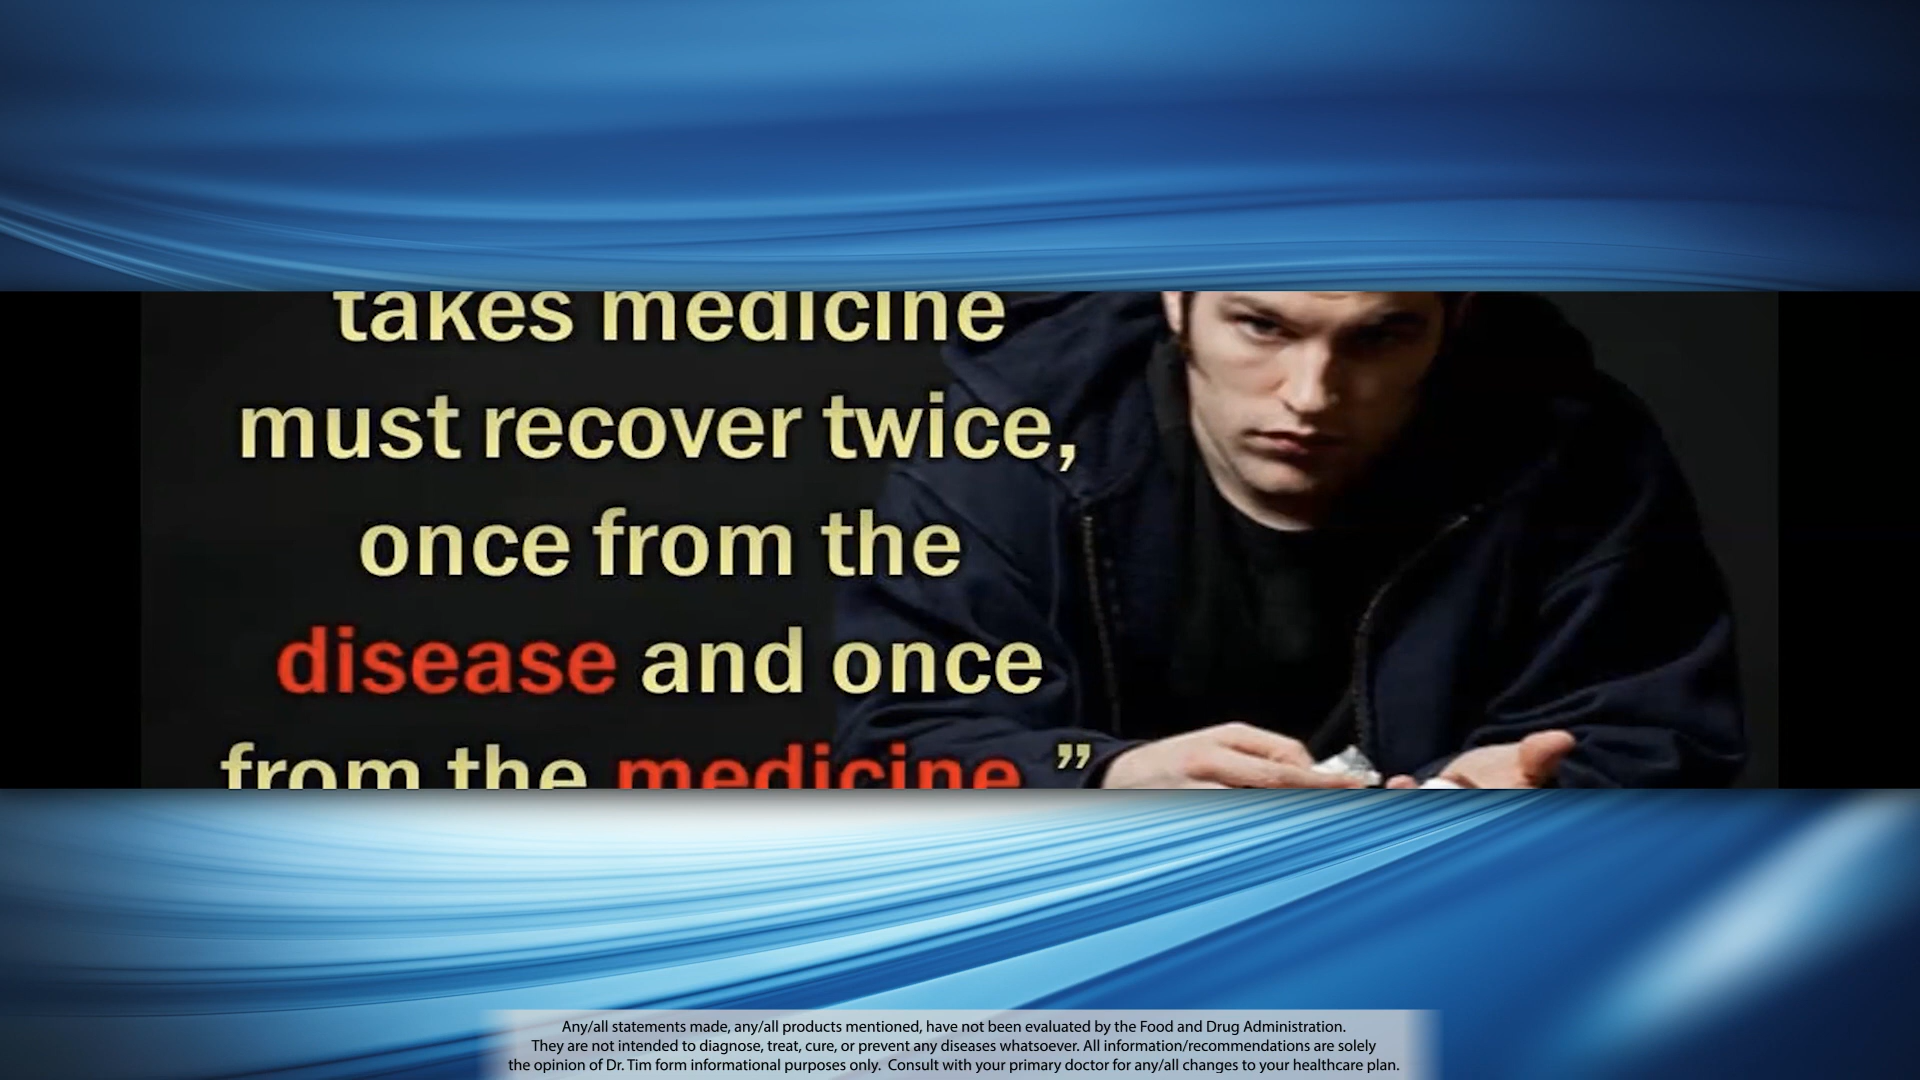 takes medicine
must recover twice,
once from the
disease and once
from the medicine.”
Any/all statements made, any/all products mentioned, have not been evaluated by the Food and Drug Administration.
They are not intended to diagnose, treat, cure, or prevent any diseases whatsoever. All information/recommendations are solely
the opinion of Dr. Tim form informational purposes only. Consult with your primary doctor for any/all changes to your healthcare plan.